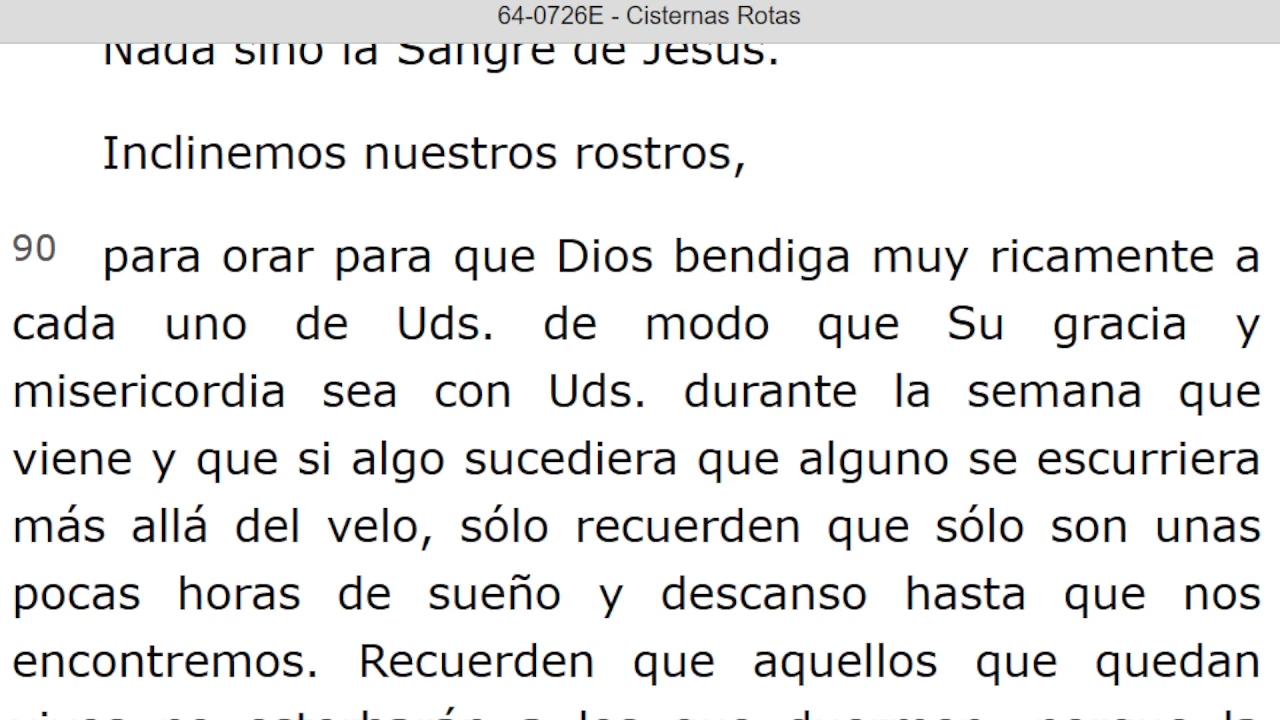 64-0726E - Cisternas Rotas
Nada sino la Sangre de Jesús.
Inclinemos nuestros rostros,
90 para orar para que Dios bendiga muy ricamente a
cada uno de Uds. de modo que Su gracia y
misericordia sea con Uds. durante la semana que
viene y que si algo sucediera que alguno se escurriera
más allá del velo, sólo recuerden que sólo son unas
pocas horas de sueño y descanso hasta que nos
encontremos. Recuerden que aquellos que quedan